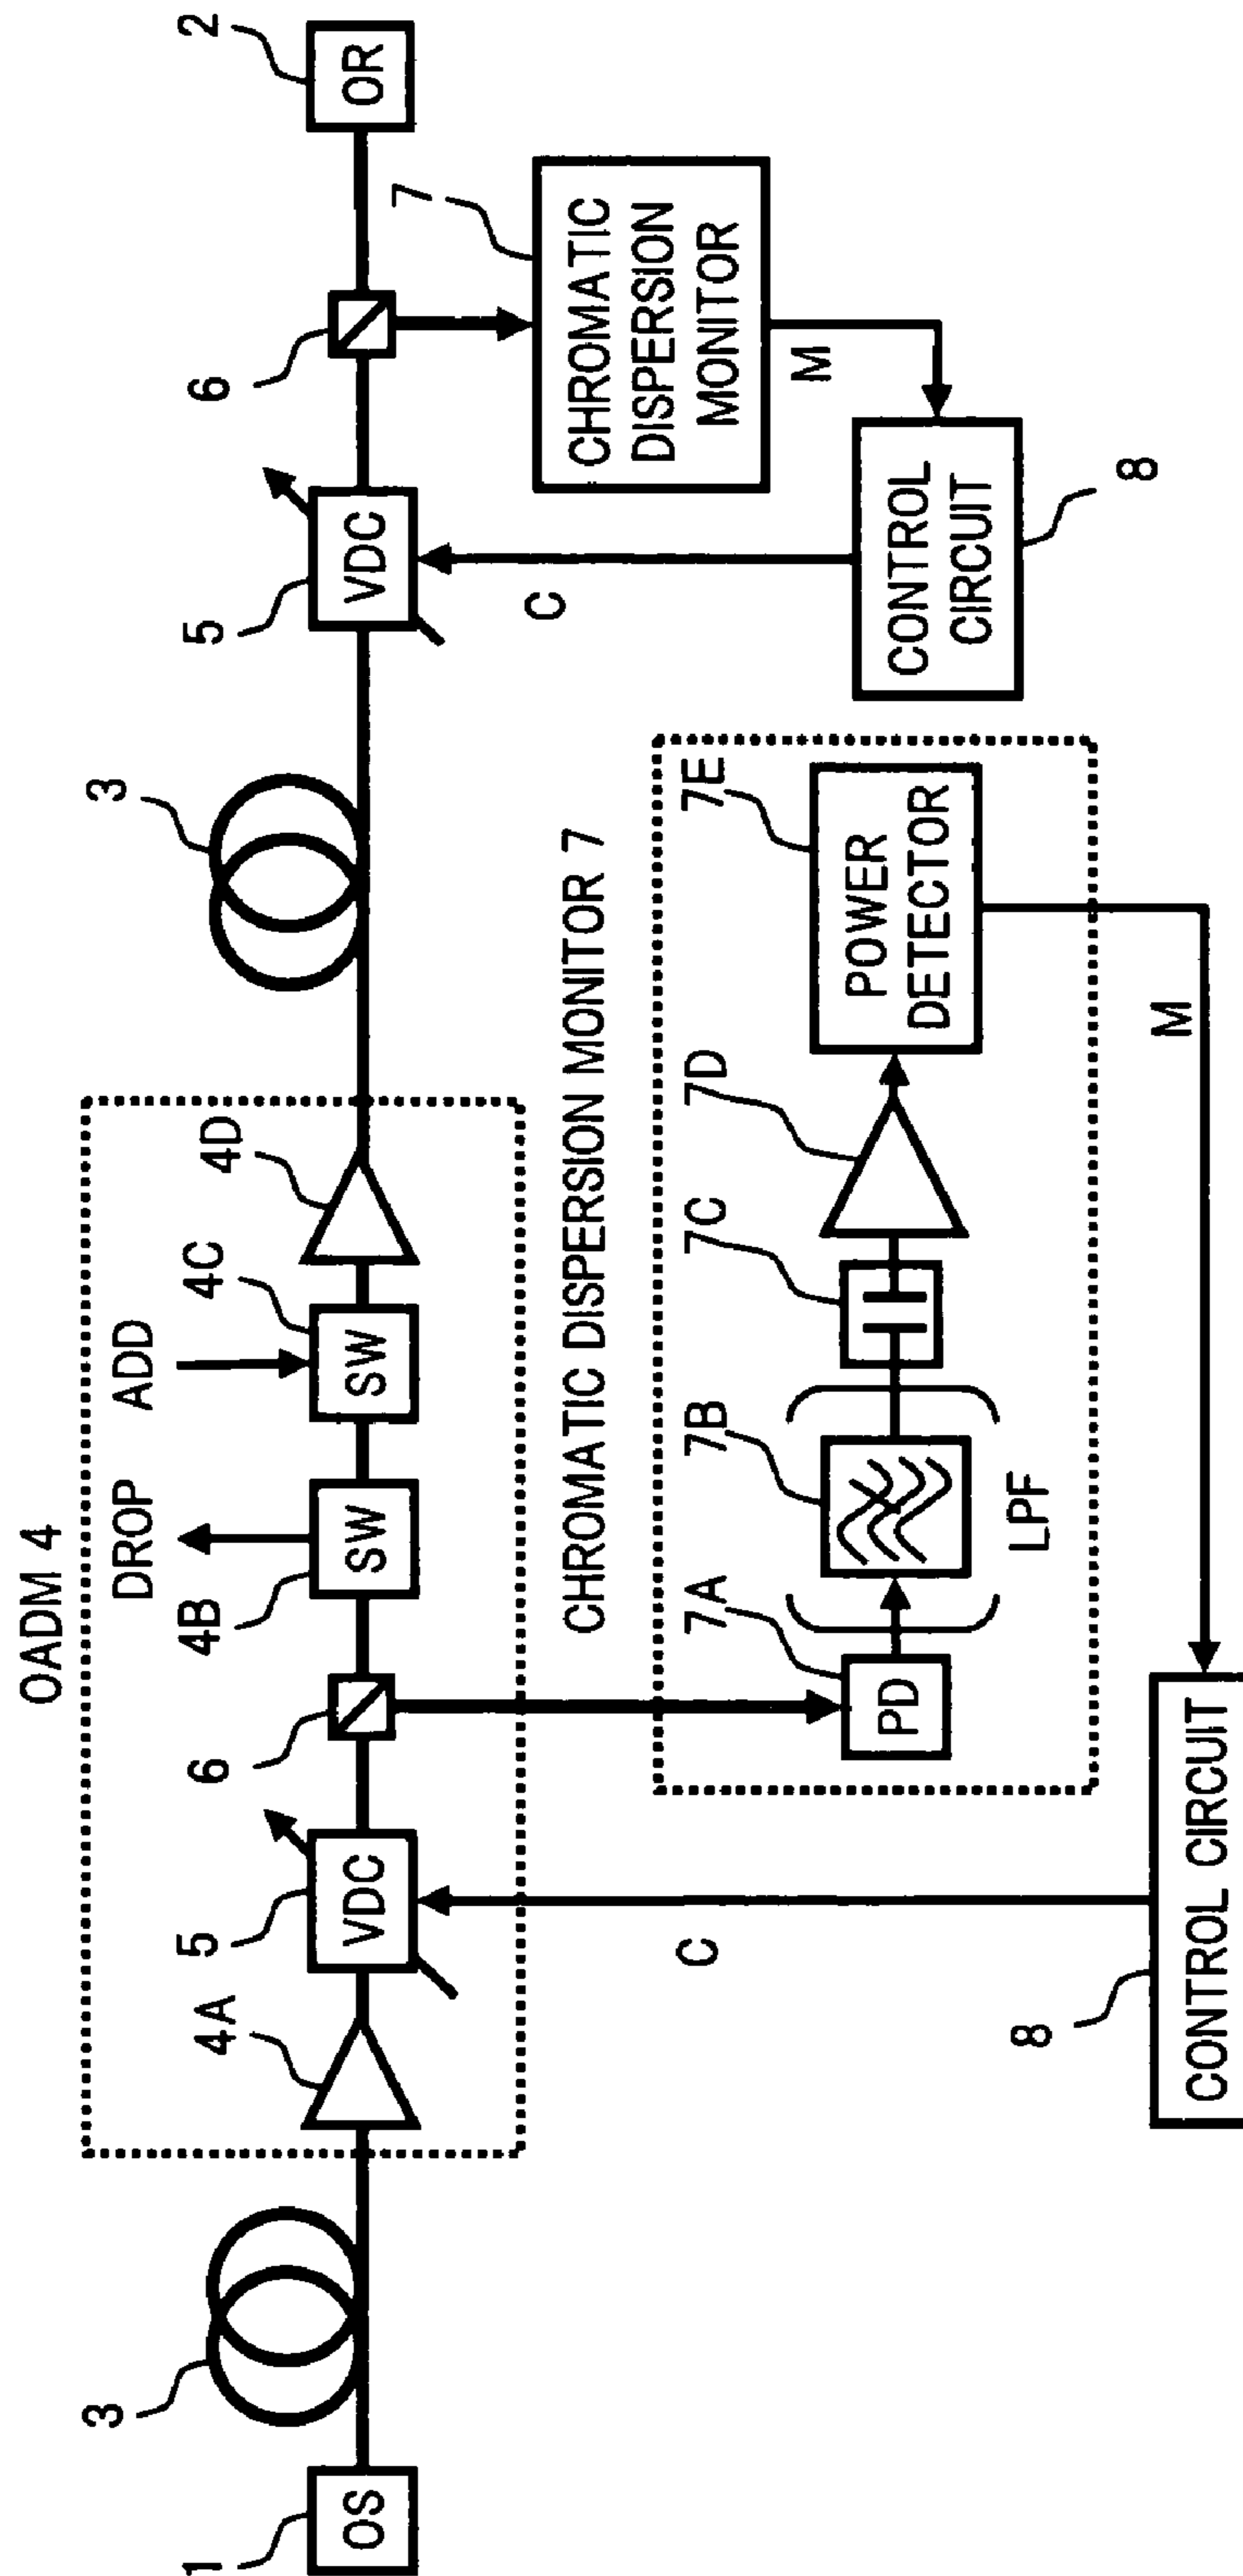 OADM 4
DROP
ADD
1
OS
3
4A
5
VDC
6
4B
SW
4C
SW
4D
3
5
VDC
6
2
OR
7
CHROMATIC
DISPERSION
MONITOR
M
C
CONTROL
CIRCUIT
8
CHROMATIC DISPERSION MONITOR 7
7A
PD
7B
LPF
7C
7D
7E
POWER
DETECTOR
M
C
8
CONTROL CIRCUIT